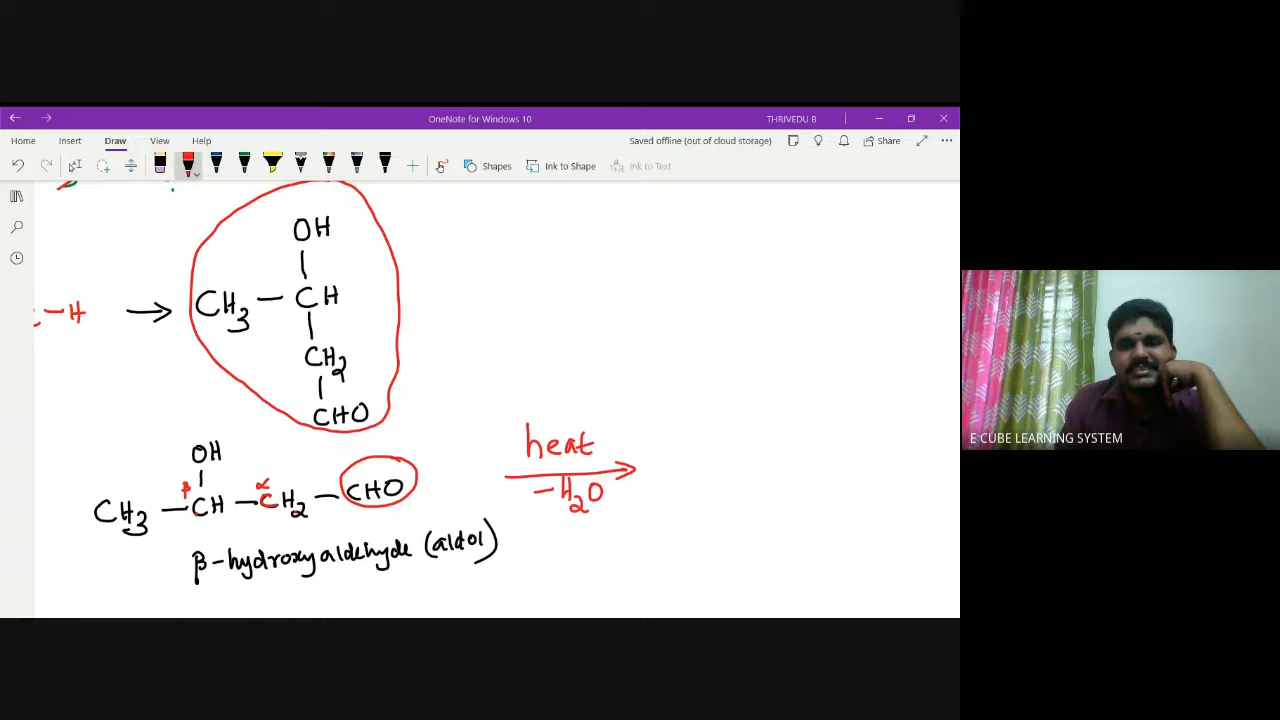 OneNote for Windows 10
THRIVEDU B
Home Insert Draw View Help
Saved offline (out of cloud storage)
Share
Shapes
Ink to Shape
Ink to Text
OH
–H → CH3 – CH
CH2
CHO
OH
β α
CH3 – CH – CH2 – CHO
heat
–H2O
β-hydroxyaldehyde (aldol)
E CUBE LEARNING SYSTEM